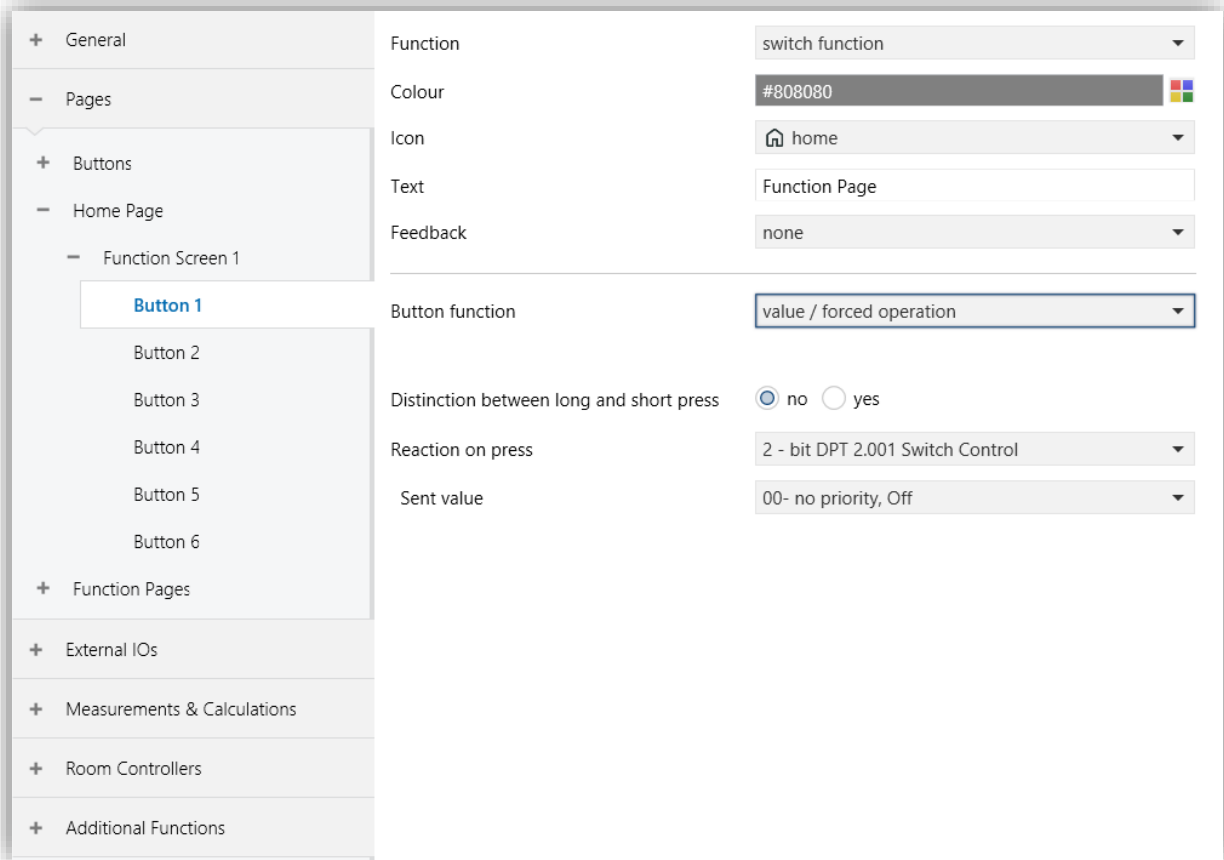 General
Pages
Buttons
Home Page
Function Screen 1
Button 1
Button 2
Button 3
Button 4
Button 5
Button 6
Function Pages
External IOs
Measurements & Calculations
Room Controllers
Additional Functions
Function switch function
Colour #808080
Icon home
Text Function Page
Feedback none
Button function value / forced operation
Distinction between long and short press no yes
Reaction on press 2 - bit DPT 2.001 Switch Control
Sent value 00- no priority, Off